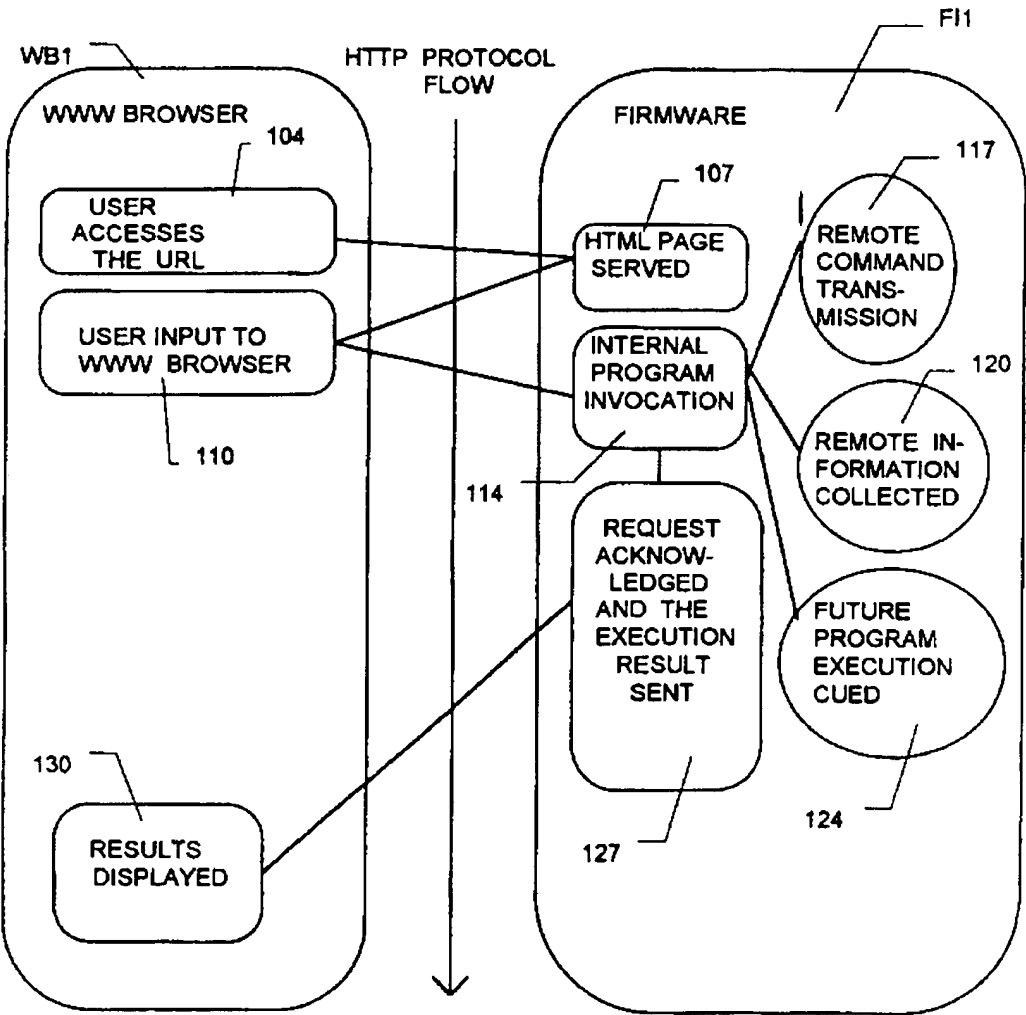 FI1
WB1
HTTP PROTOCOL
FLOW
WWW BROWSER
104
USER
ACCESSES
THE URL
USER INPUT TO
WWW BROWSER
110
FIRMWARE
107
HTML PAGE
SERVED
INTERNAL
PROGRAM
INVOCATION
114
REQUEST
ACKNOW-
LEDGED
AND THE
EXECUTION
RESULT
SENT
127
117
REMOTE
COMMAND
TRANS-
MISSION
120
REMOTE IN-
FORMATION
COLLECTED
FUTURE
PROGRAM
EXECUTION
CUED
124
130
RESULTS
DISPLAYED